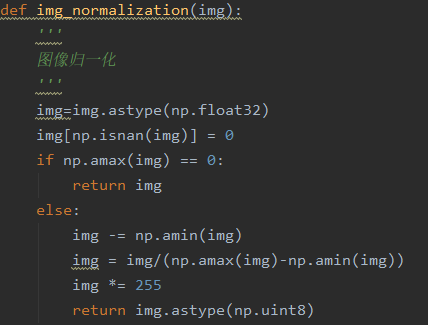 def img_normalization(img):
    '''
    图像归一化
    '''
    img=img.astype(np.float32)
    img[np.isnan(img)] = 0
    if np.amax(img) == 0:
        return img
    else:
        img -= np.amin(img)
        img = img/(np.amax(img)-np.amin(img))
        img *= 255
        return img.astype(np.uint8)